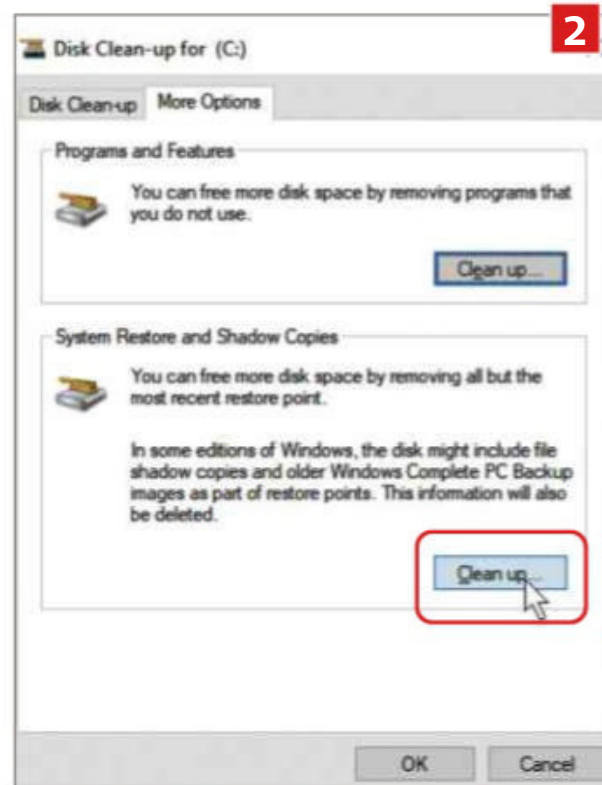 2
Disk Clean-up for (C:)
Disk Clean-up More Options
Programs and Features
You can free more disk space by removing programs that
you do not use.
Clean up...
System Restore and Shadow Copies
You can free more disk space by removing all but the
most recent restore point.
In some editions of Windows, the disk might include file
shadow copies and older Windows Complete PC Backup
images as part of restore points. This information will also
be deleted.
Clean up...
OK Cancel